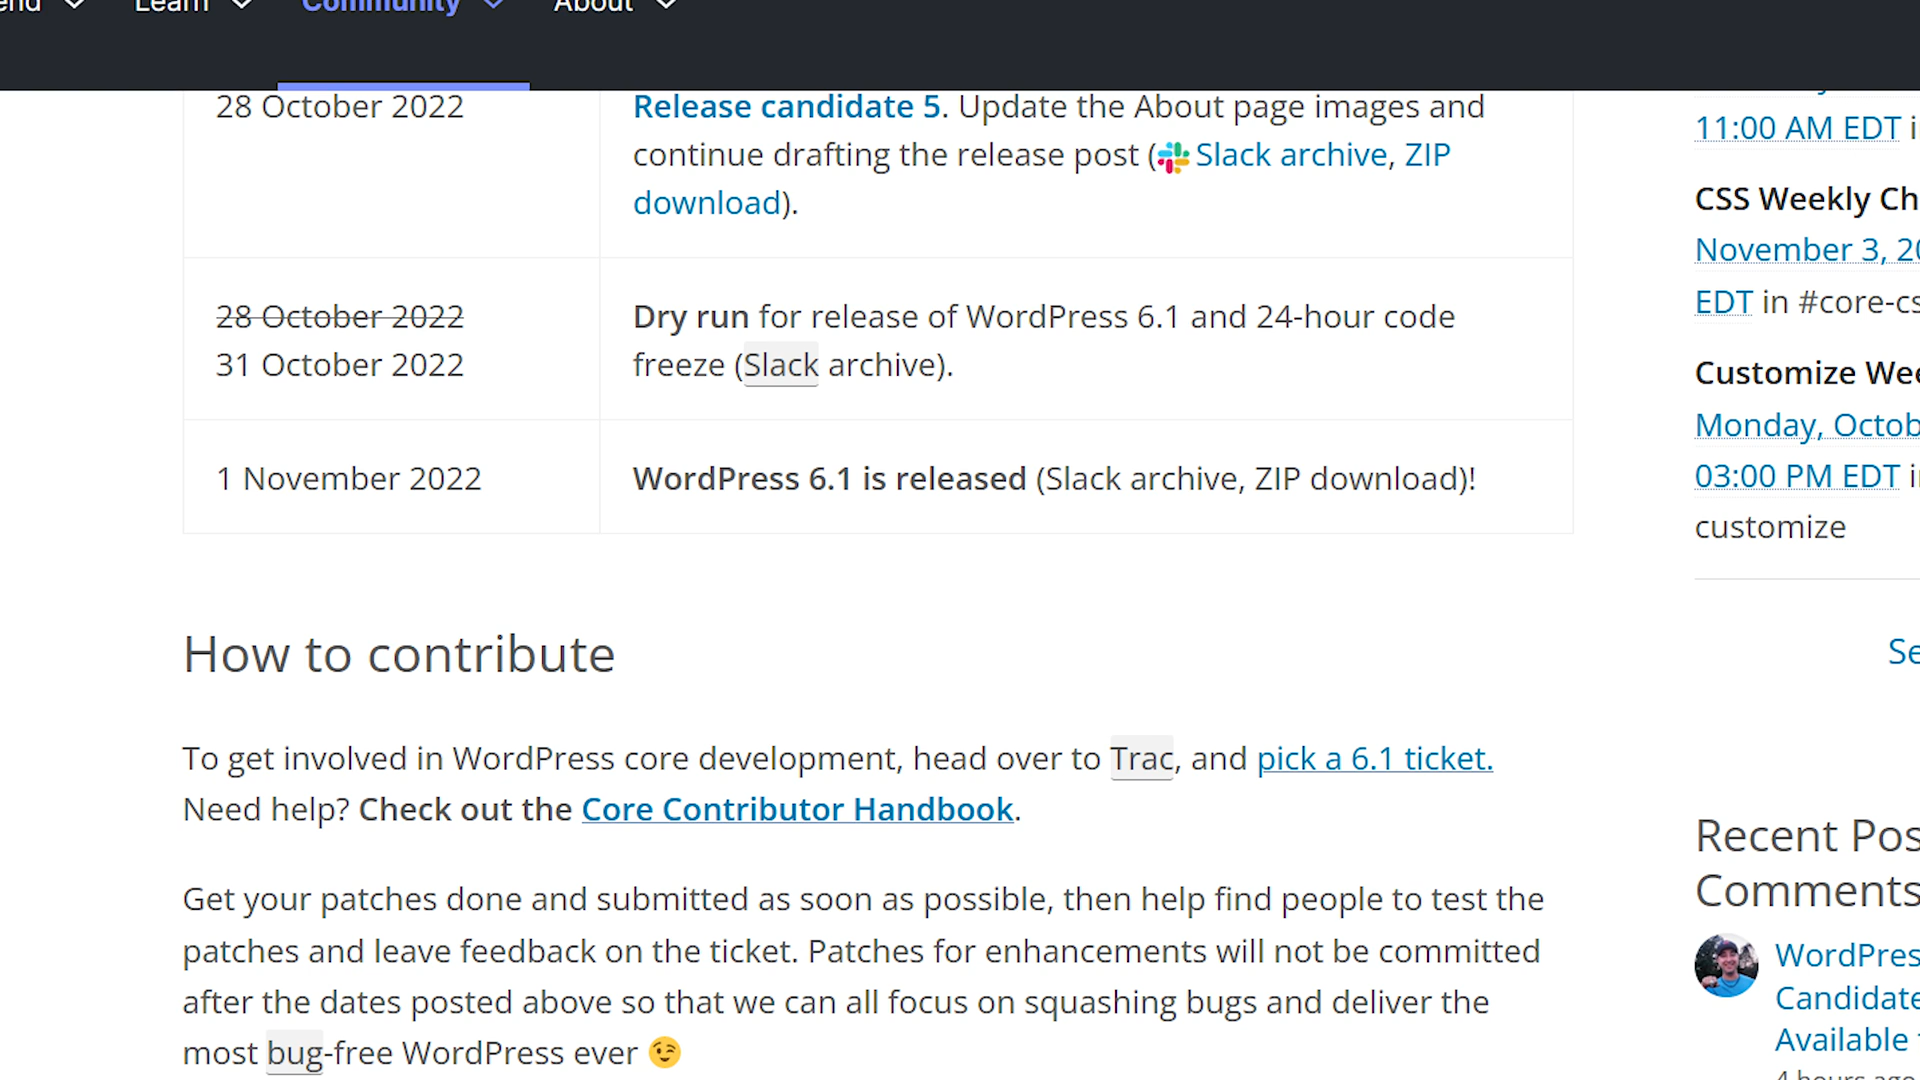 Learn
Community
About
28 October 2022
Release candidate 5. Update the About page images and
continue drafting the release post (Slack archive, ZIP
download).
28 October 2022
31 October 2022
Dry run for release of WordPress 6.1 and 24-hour code
freeze (Slack archive).
1 November 2022
WordPress 6.1 is released (Slack archive, ZIP download)!
How to contribute
To get involved in WordPress core development, head over to Trac, and pick a 6.1 ticket.
Need help? Check out the Core Contributor Handbook.
Get your patches done and submitted as soon as possible, then help find people to test the
patches and leave feedback on the ticket. Patches for enhancements will not be committed
after the dates posted above so that we can all focus on squashing bugs and deliver the
most bug-free WordPress ever 😉
11:00 AM EDT i
CSS Weekly Ch
November 3, 20
EDT in #core-cs
Customize Wee
Monday, Octob
03:00 PM EDT i
customize
Se
Recent Pos
Comments
WordPres
Candidate
Available
4 hours ago